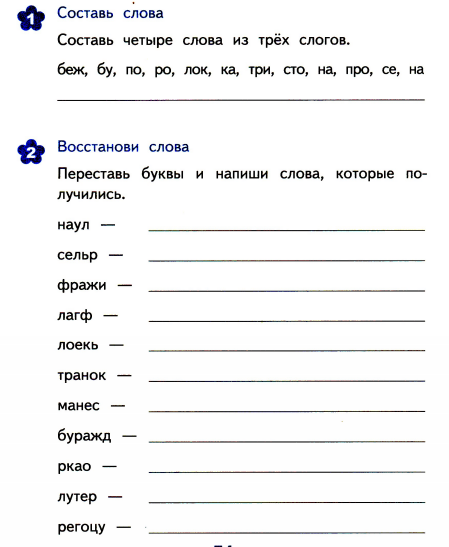 1 Составь слова
Составь четыре слова из трёх слогов.
беж, бу, по, ро, лок, ка, три, сто, на, про, се, на
2 Восстанови слова
Переставь буквы и напиши слова, которые по-
лучились.
наул —
сельр —
фражи —
лагф —
лоекь —
транок —
манес —
буражд —
ркао —
лутер —
регоцу —